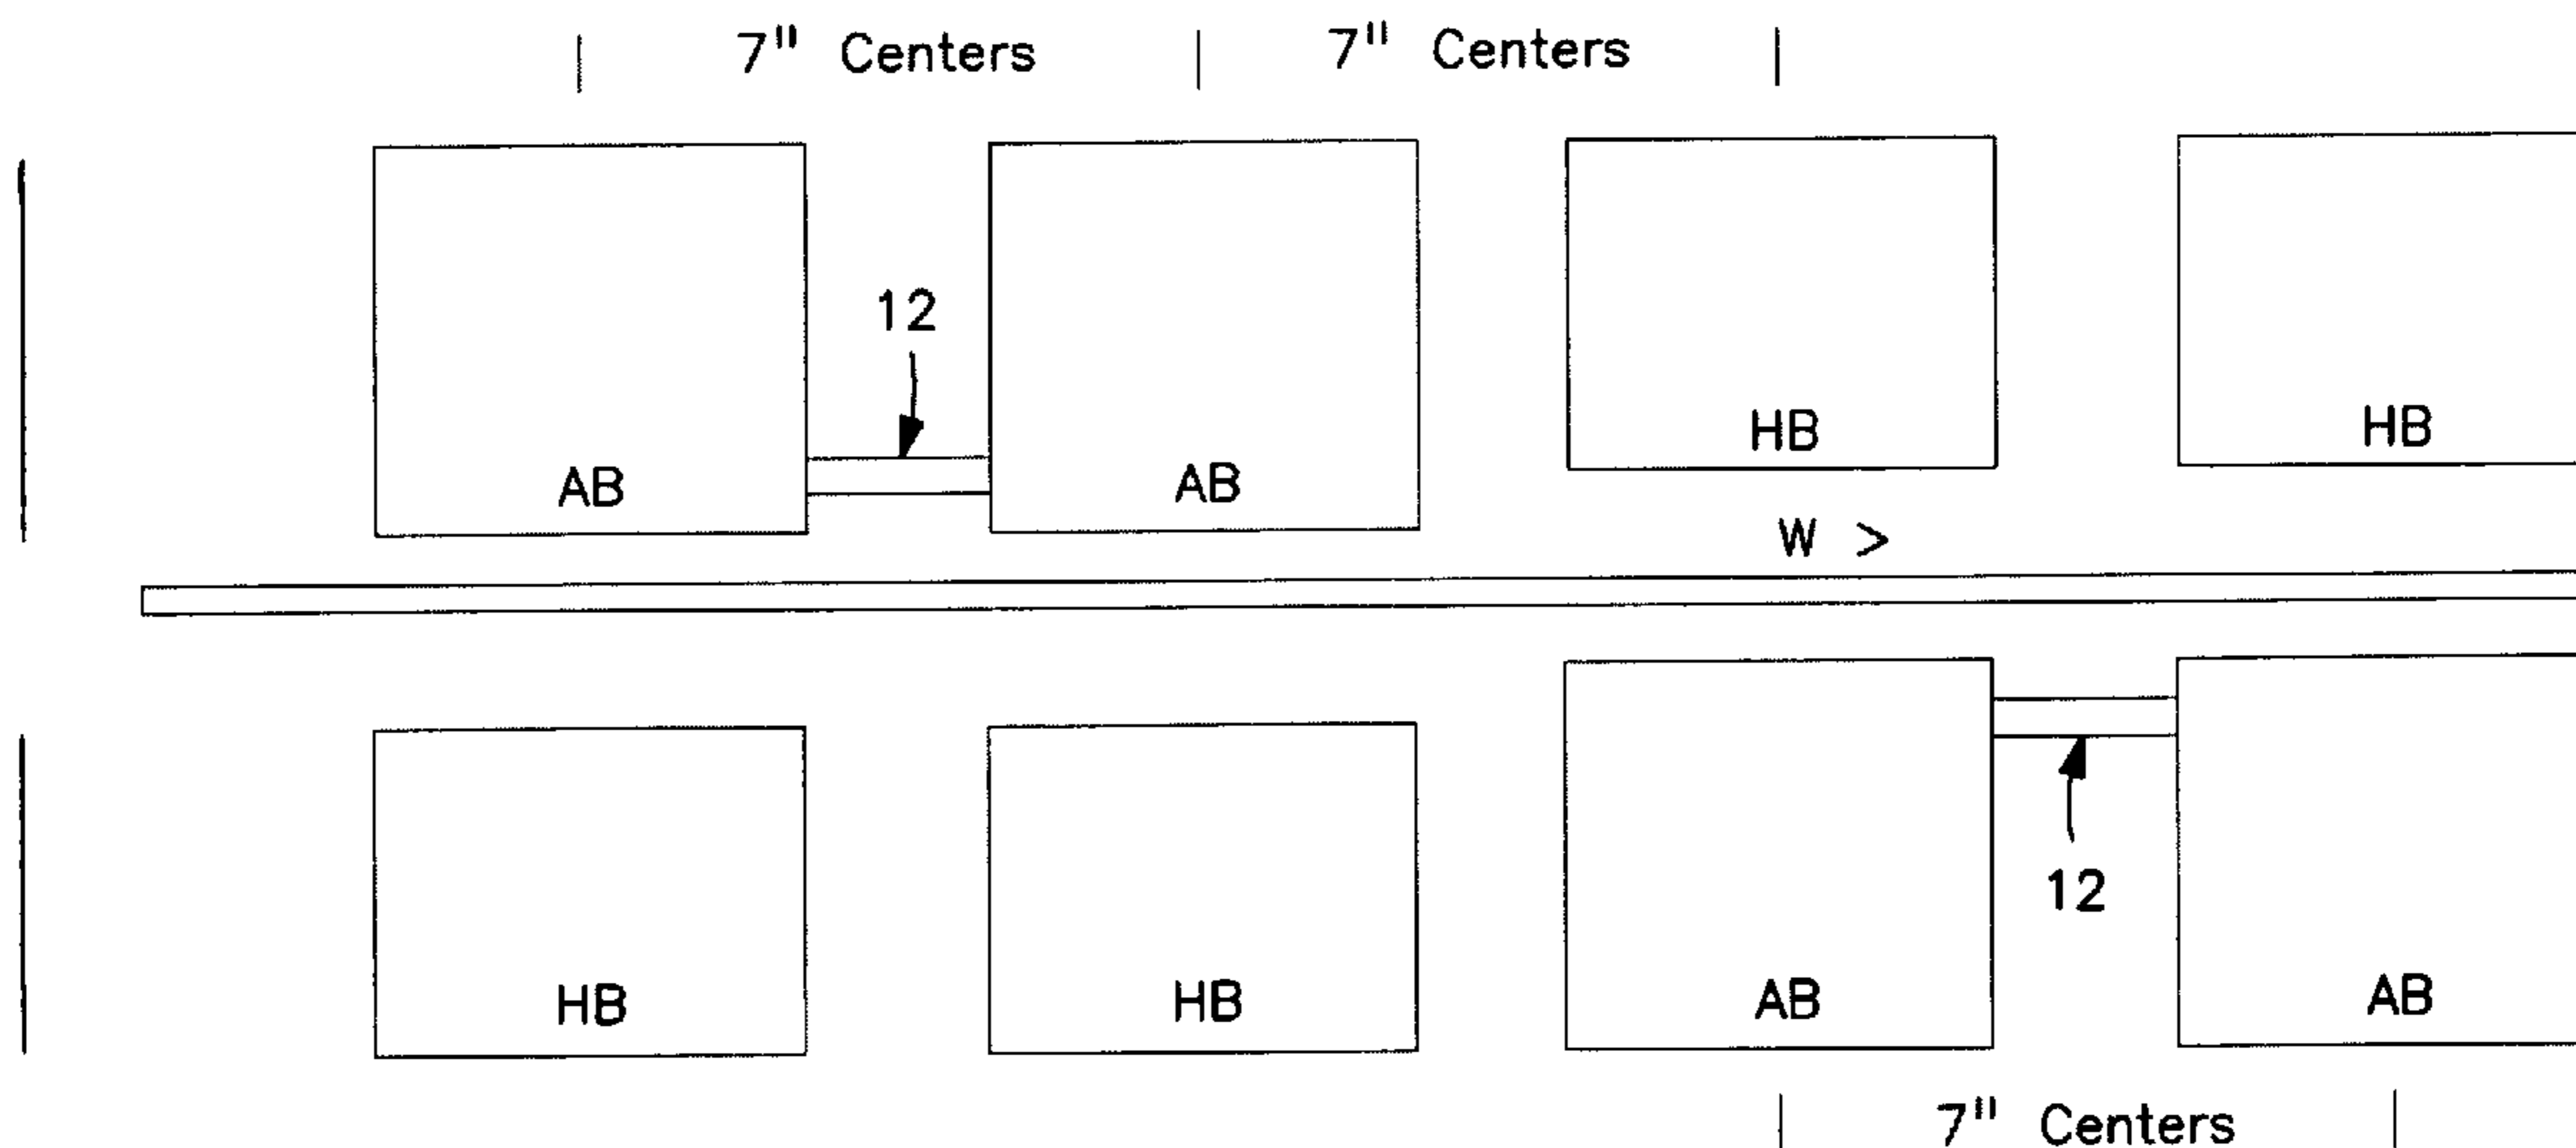 7" Centers 7" Centers
12
HB HB
AB AB
W >
12
HB HB AB AB
7" Centers